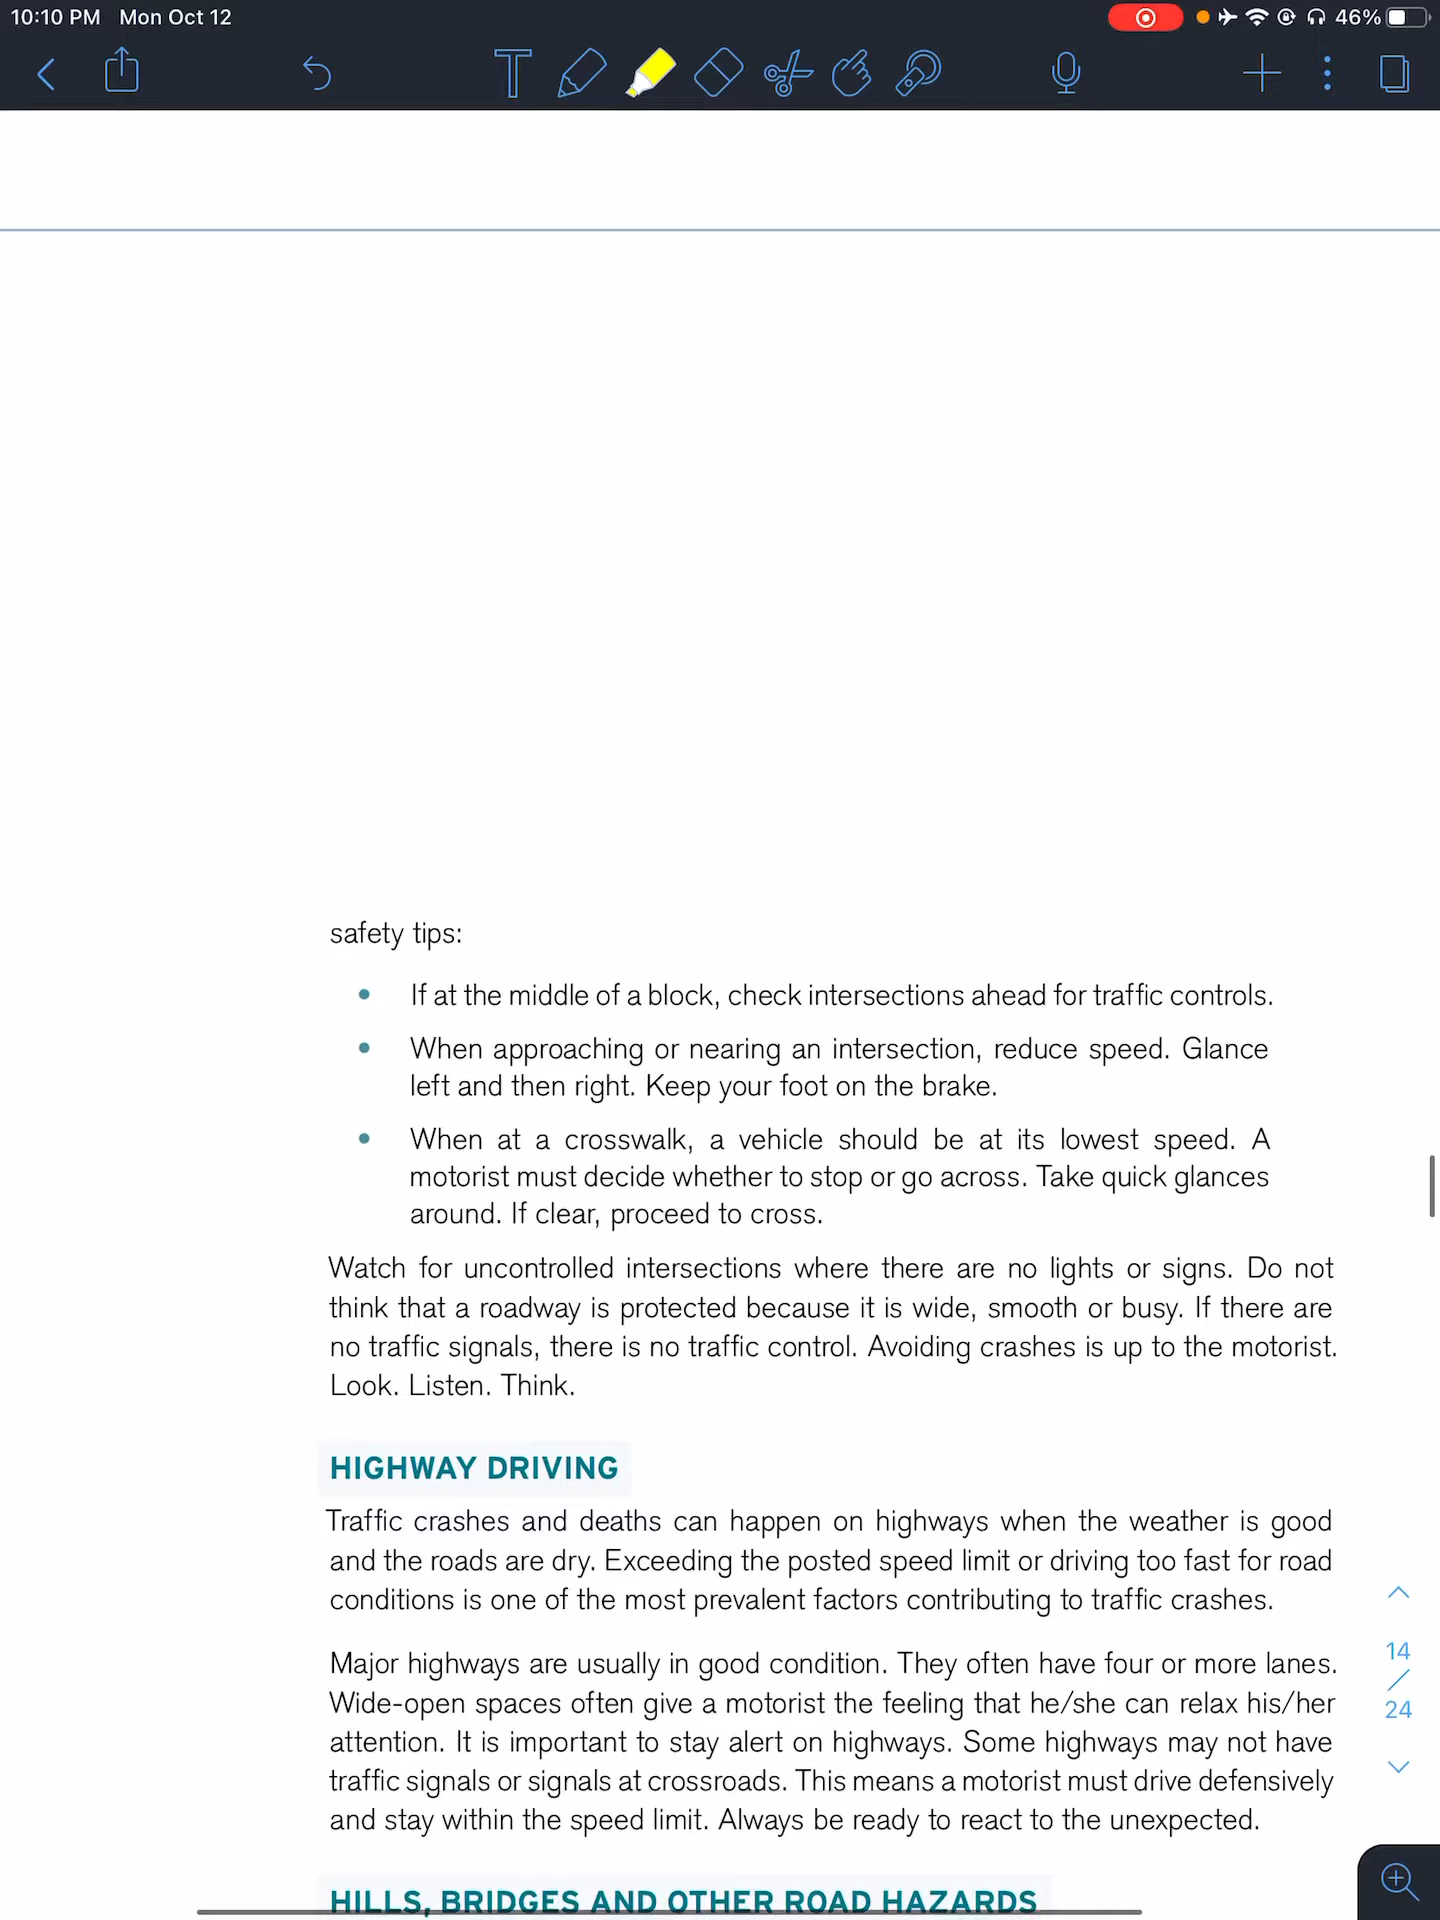 10:10 PM Mon Oct 12
46%
safety tips:
• If at the middle of a block, check intersections ahead for traffic controls.
• When approaching or nearing an intersection, reduce speed. Glance
left and then right. Keep your foot on the brake.
• When at a crosswalk, a vehicle should be at its lowest speed. A
motorist must decide whether to stop or go across. Take quick glances
around. If clear, proceed to cross.
Watch for uncontrolled intersections where there are no lights or signs. Do not
think that a roadway is protected because it is wide, smooth or busy. If there are
no traffic signals, there is no traffic control. Avoiding crashes is up to the motorist.
Look. Listen. Think.
HIGHWAY DRIVING
Traffic crashes and deaths can happen on highways when the weather is good
and the roads are dry. Exceeding the posted speed limit or driving too fast for road
conditions is one of the most prevalent factors contributing to traffic crashes.
Major highways are usually in good condition. They often have four or more lanes.
Wide-open spaces often give a motorist the feeling that he/she can relax his/her
attention. It is important to stay alert on highways. Some highways may not have
traffic signals or signals at crossroads. This means a motorist must drive defensively
and stay within the speed limit. Always be ready to react to the unexpected.
HILLS, BRIDGES AND OTHER ROAD HAZARDS
14
/
24